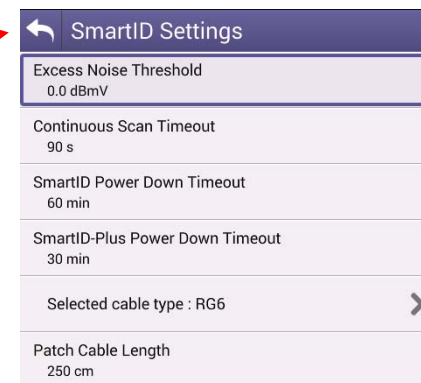 SmartID Settings
Excess Noise Threshold
0.0 dBmV
Continuous Scan Timeout
90 s
SmartID Power Down Timeout
60 min
SmartID-Plus Power Down Timeout
30 min
Selected cable type : RG6
Patch Cable Length
250 cm